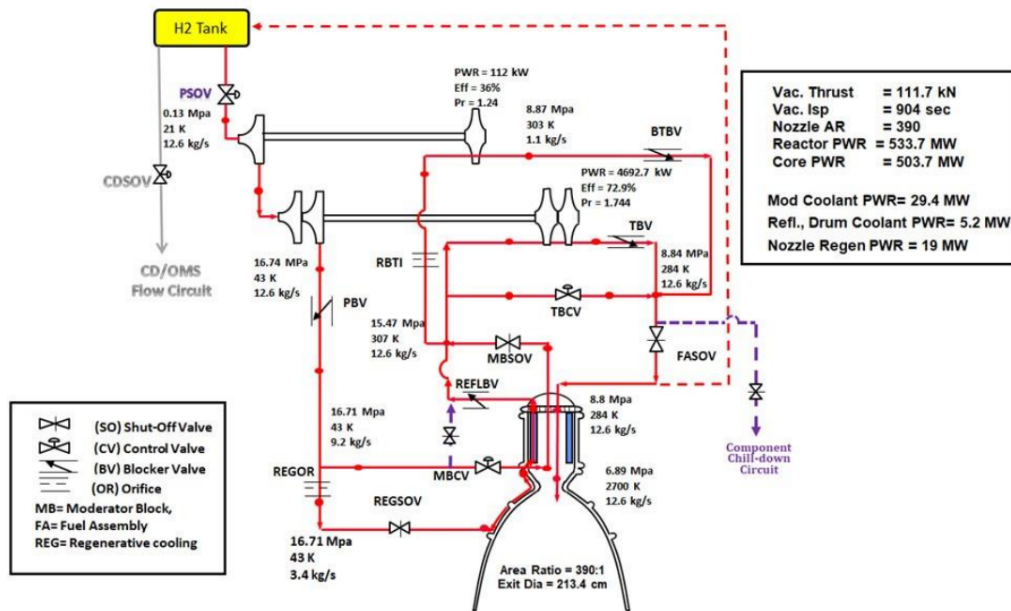 H2 Tank
PSOV
0.13 Mpa
21 K
12.6 kg/s
CDSOV
CD/OMS
Flow Circuit
PWR = 112 kW
Eff = 36%
Pr = 1.24
8.87 Mpa
303 K
1.1 kg/s
BTBV
PWR = 4692.7 kW
Eff = 72.9%
Pr = 1.744
TBV
16.74 Mpa
43 K
12.6 kg/s
PBV
RBTI
8.84 Mpa
284 K
12.6 kg/s
TBCV
15.47 Mpa
307 K
12.6 kg/s
MBSOV
FASOV
REFLBV
16.71 Mpa
43 K
9.2 kg/s
8.8 Mpa
284 K
12.6 kg/s
Component
Chill-down
Circuit
MBCV
REGOR
REGSOV
6.89 Mpa
2700 K
12.6 kg/s
16.71 Mpa
43 K
3.4 kg/s
Area Ratio = 390:1
Exit Dia = 213.4 cm
Vac. Thrust = 111.7 kN
Vac. Isp = 904 sec
Nozzle AR = 390
Reactor PWR = 533.7 MW
Core PWR = 503.7 MW
Mod Coolant PWR= 29.4 MW
Refl., Drum Coolant PWR= 5.2 MW
Nozzle Regen PWR = 19 MW
(SO) Shut-Off Valve
(CV) Control Valve
(BV) Blocker Valve
(OR) Orifice
MB= Moderator Block,
FA= Fuel Assembly
REG= Regenerative cooling